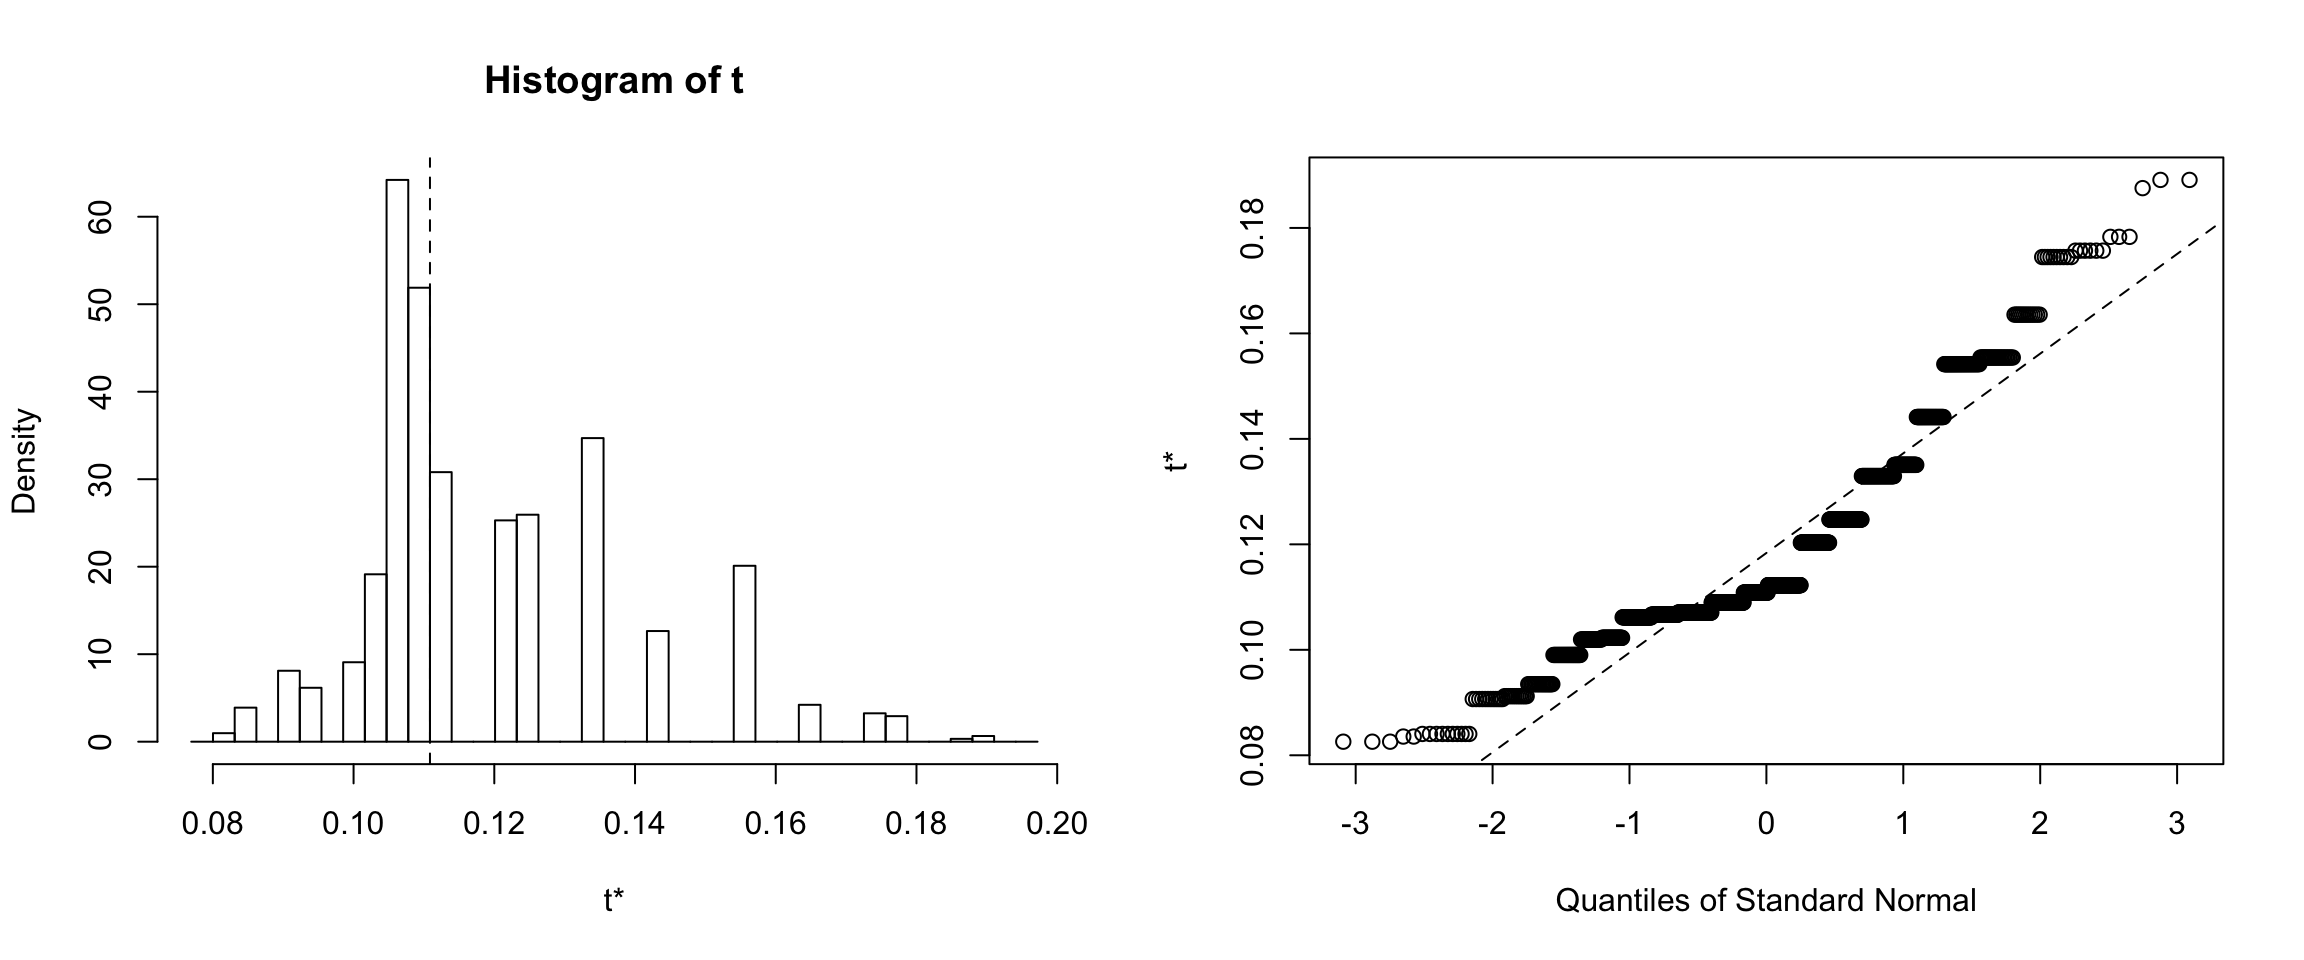 Histogram of t
Density
0
10
20
30
40
50
60
0.08 0.10 0.12 0.14 0.16 0.18 0.20
t*
t*
0.08
0.10
0.12
0.14
0.16
0.18
-3 -2 -1 0 1 2 3
Quantiles of Standard Normal